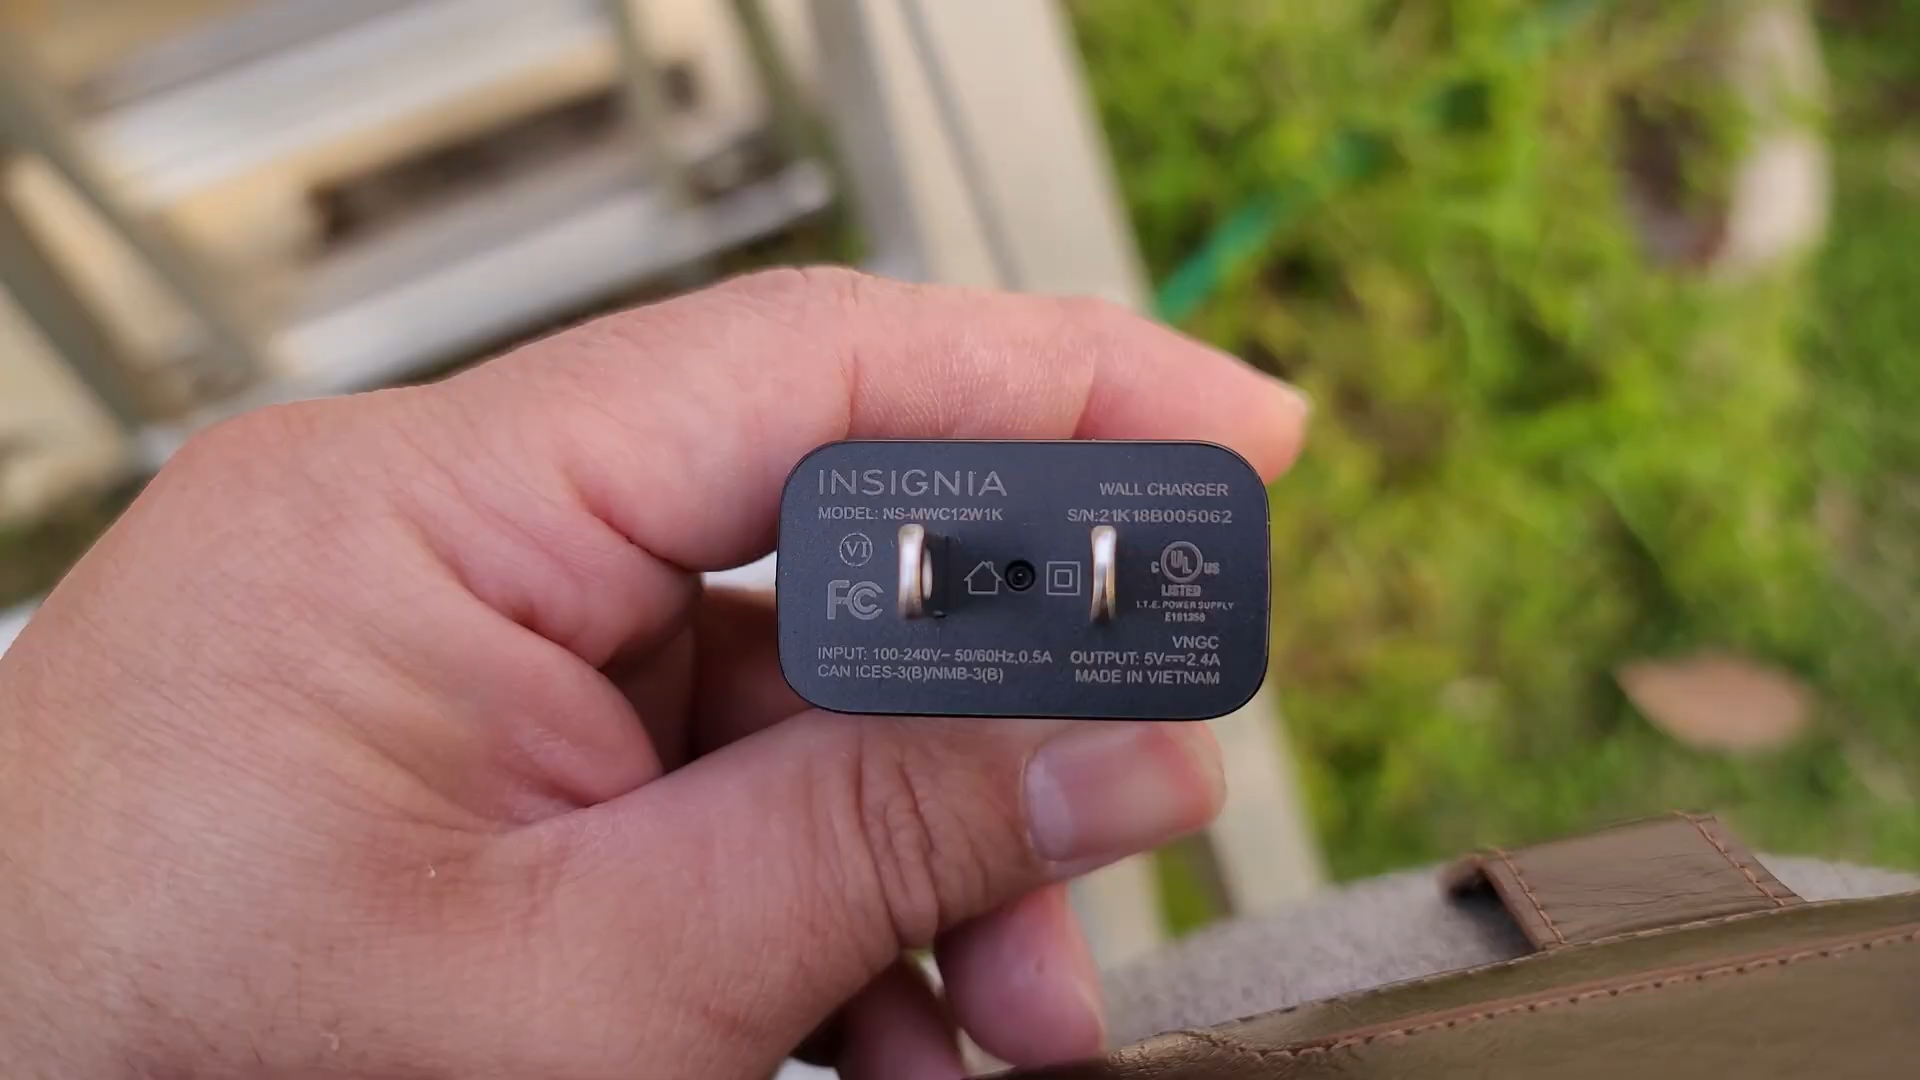 INSIGNIA
MODEL: NS-MWC12W1K
WALL CHARGER
S/N:21K18B005062
VI
FC
C UL US
LISTED
I.T.E. POWER SUPPLY
E191258
INPUT: 100-240V~ 50/60Hz,0.5A
CAN ICES-3(B)/NMB-3(B)
VNGC
OUTPUT: 5V⎓2.4A
MADE IN VIETNAM